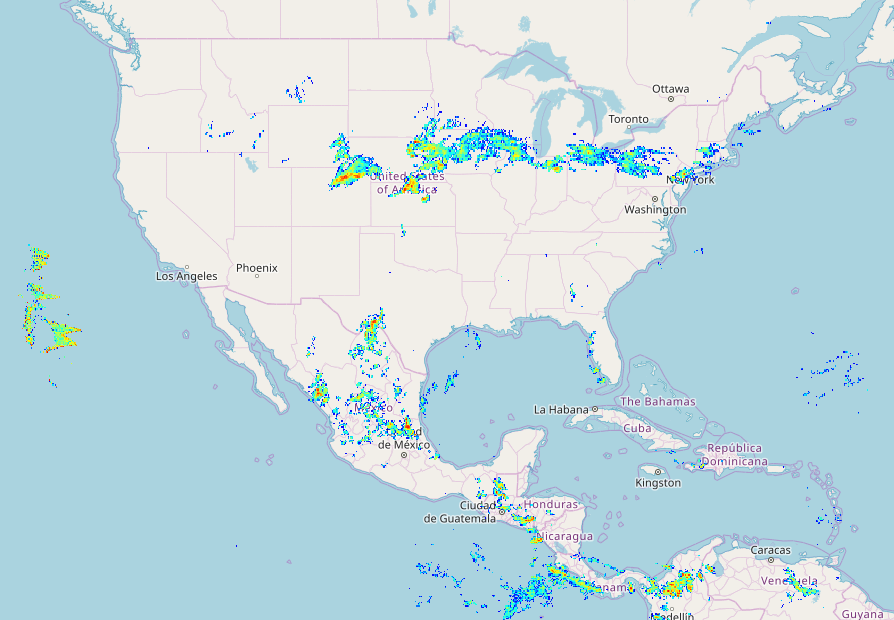 Ottawa
Toronto
United States
of America
New York
Washington
Los Angeles
Phoenix
La Habana
The Bahamas
México
Cuba
de México
República
Dominicana
Kingston
Ciudad
de Guatemala
Honduras
Nicaragua
Caracas
Venezuela
Medellín
Guyana